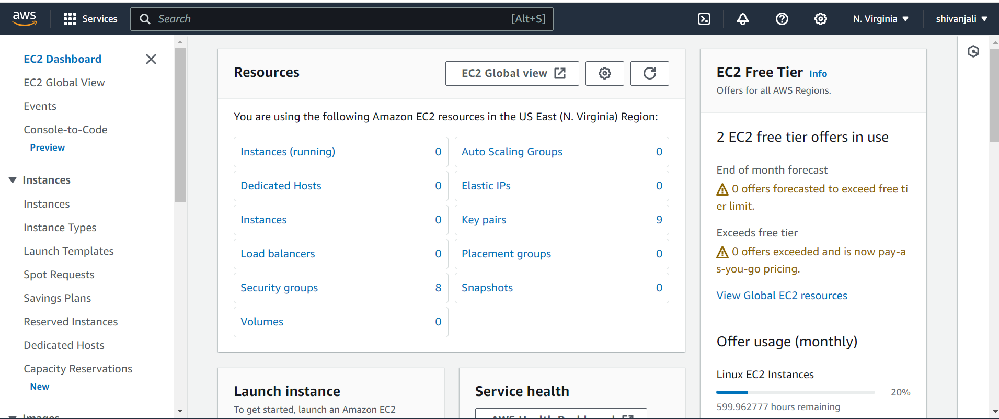 aws
Services
Search
[Alt+S]
N. Virginia
shivanjali
EC2 Dashboard
EC2 Global View
Events
Console-to-Code
Preview
Instances
Instances
Instance Types
Launch Templates
Spot Requests
Savings Plans
Reserved Instances
Dedicated Hosts
Capacity Reservations
New
Images
Resources
EC2 Global view
You are using the following Amazon EC2 resources in the US East (N. Virginia) Region:
Instances (running) 0
Auto Scaling Groups 0
Dedicated Hosts 0
Elastic IPs 0
Instances 0
Key pairs 9
Load balancers 0
Placement groups 0
Security groups 8
Snapshots 0
Volumes 0
Launch instance
To get started, launch an Amazon EC2
Service health
AWS Health Dashboard
EC2 Free Tier Info
Offers for all AWS Regions.
2 EC2 free tier offers in use
End of month forecast
0 offers forecasted to exceed free ti
er limit.
Exceeds free tier
0 offers exceeded and is now pay-a
s-you-go pricing.
View Global EC2 resources
Offer usage (monthly)
Linux EC2 Instances
20%
599.962777 hours remaining